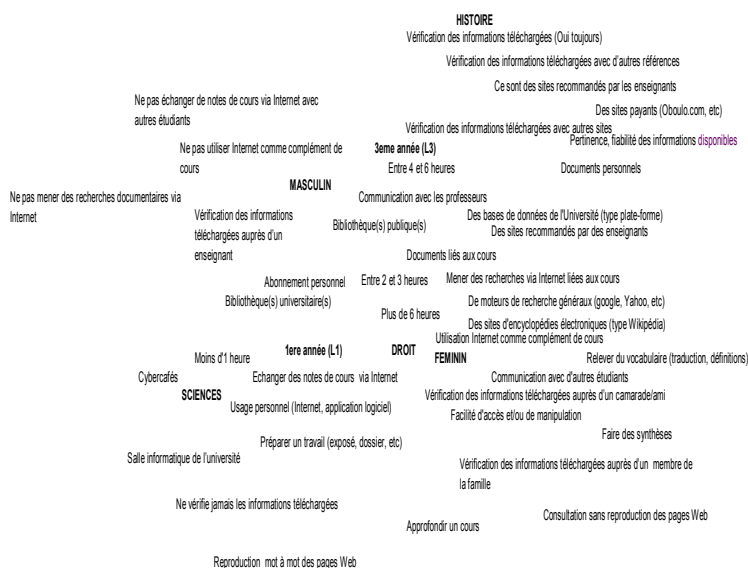 HISTOIRE
Vérification des informations téléchargées (Oui toujours)
Vérification des informations téléchargées avec d'autres références
Ce sont des sites recommandés par les enseignants
Ne pas échanger de notes de cours via Internet avec
autres étudiants
Des sites payants (Oboulo.com, etc)
Vérification des informations téléchargées avec autres sites
Pertinence, fiabilité des informations disponibles
Ne pas utiliser Internet comme complément de
cours
3eme année (L3)
Entre 4 et 6 heures
Documents personnels
MASCULIN
Ne pas mener des recherches documentaires via
Internet
Communication avec les professeurs
Vérification des informations
téléchargées auprès d'un
enseignant
Bibliothèque(s) publique(s)
Des bases de données de l'Université (type plate-forme)
Des sites recommandés par des enseignants
Documents liés aux cours
Abonnement personnel
Entre 2 et 3 heures
Mener des recherches via Internet liées aux cours
Bibliothèque(s) universitaire(s)
De moteurs de recherche généraux (google, Yahoo, etc)
Plus de 6 heures
Des sites d'encyclopédies électroniques (type Wikipédia)
Utilisation Internet comme complément de cours
1ere année (L1)
DROIT
Moins d'1 heure
FEMININ
Relever du vocabulaire (traduction, définitions)
Cybercafés
Echanger des notes de cours via Internet
Communication avec d'autres étudiants
SCIENCES
Vérification des informations téléchargées auprès d'un camarade/ami
Usage personnel (Internet, application logiciel)
Facilité d'accès et/ou de manipulation
Faire des synthèses
Préparer un travail (exposé, dossier, etc)
Salle informatique de l'université
Vérification des informations téléchargées auprès d'un membre de
la famille
Ne vérifie jamais les informations téléchargées
Consultation sans reproduction des pages Web
Approfondir un cours
Reproduction mot à mot des pages Web